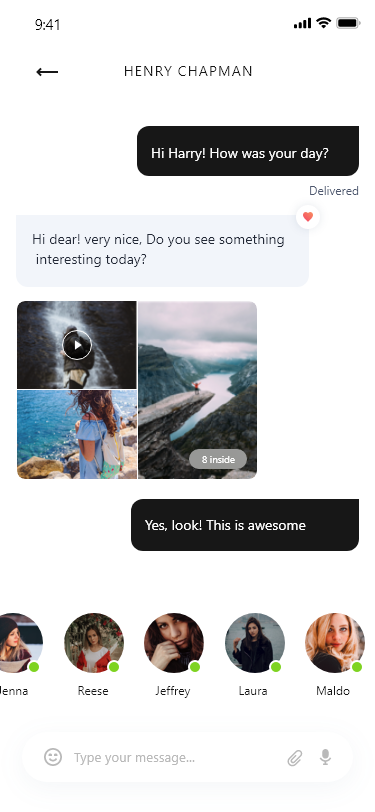 9:41
HENRY CHAPMAN
Hi Harry! How was your day?
Delivered
Hi dear! very nice, Do you see something
interesting today?
8 inside
Yes, look! This is awesome
Jenna
Reese
Jeffrey
Laura
Maldo
Type your message...